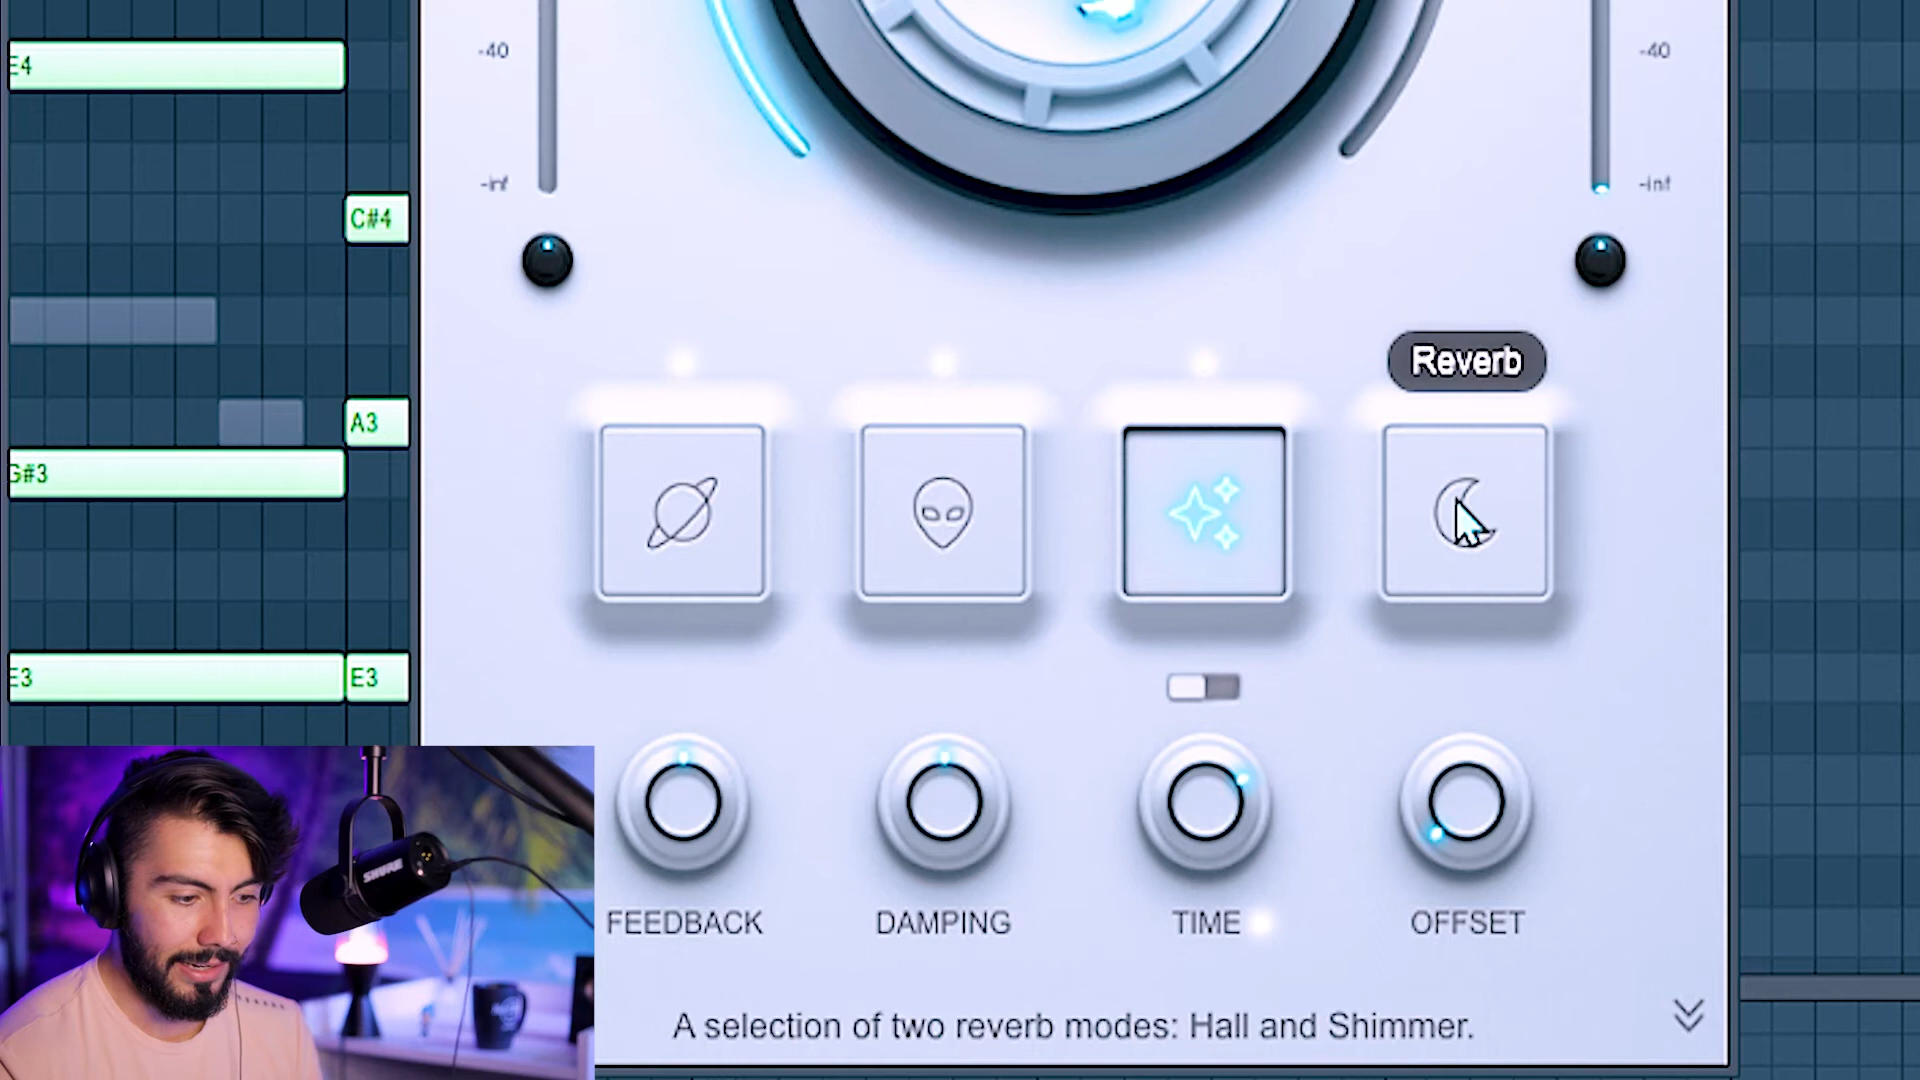 E4
-40
-40
-inf
-inf
C#4
Reverb
A3
G#3
E3
E3
SHURE
FEEDBACK
DAMPING
TIME
OFFSET
A selection of two reverb modes: Hall and Shimmer.